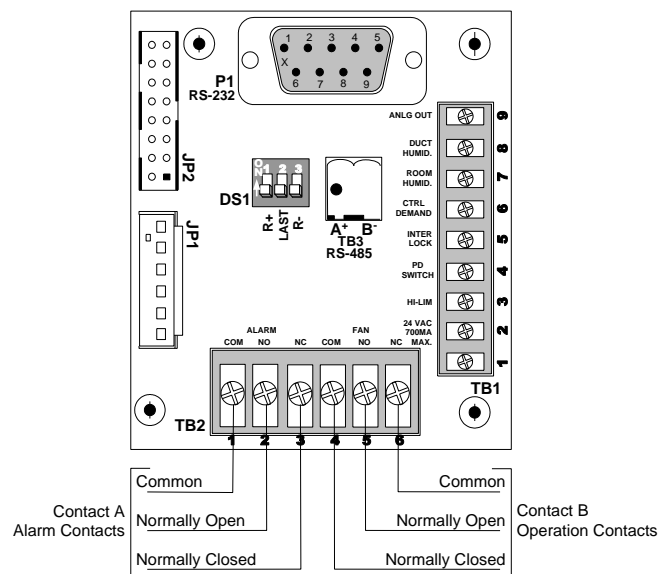 1 2 3 4 5
X
6 7 8 9
P1
RS-232
JP2
ON
1 2 3
DS1
R+
LAST
R-
A+ B-
TB3
RS-485
JP1
ANLG OUT 9
DUCT
HUMID. 8
ROOM
HUMID. 7
CTRL
DEMAND 6
INTER
LOCK 5
PD
SWITCH 4
HI-LIM 3
24 VAC
700MA 2
MAX. 1
TB1
ALARM FAN
COM NO NC COM NO NC
TB2
1 2 3 4 5 6
Common Common
Contact A
Alarm Contacts
Normally Open Normally Open
Contact B
Operation Contacts
Normally Closed Normally Closed